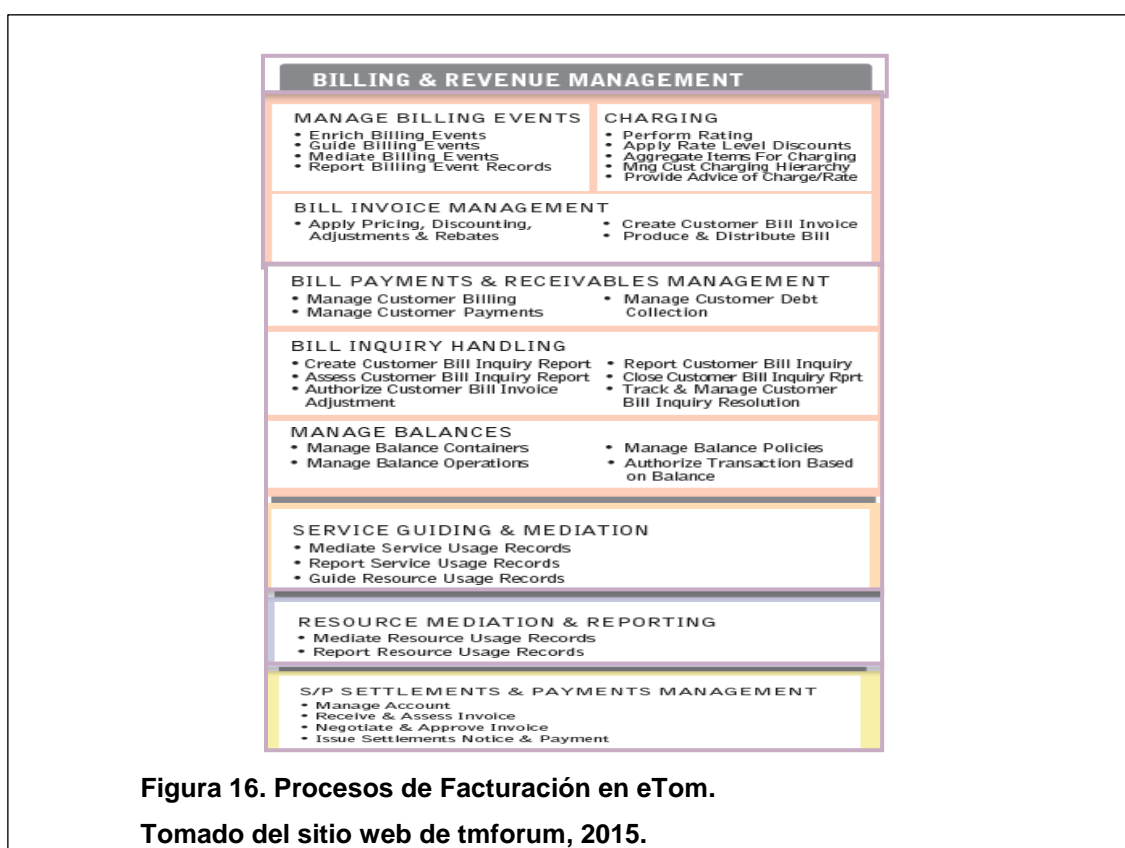 BILLING & REVENUE MANAGEMENT
MANAGE BILLING EVENTS
• Enrich Billing Events
• Guide Billing Events
• Mediate Billing Events
• Report Billing Event Records
CHARGING
• Perform Rating
• Apply Rate Level Discounts
• Aggregate Items For Charging
• Mng Cust Charging Hierarchy
• Provide Advice of Charge/Rate
BILL INVOICE MANAGEMENT
• Apply Pricing, Discounting,
Adjustments & Rebates
• Create Customer Bill Invoice
• Produce & Distribute Bill
BILL PAYMENTS & RECEIVABLES MANAGEMENT
• Manage Customer Billing
• Manage Customer Payments
• Manage Customer Debt
Collection
BILL INQUIRY HANDLING
• Create Customer Bill Inquiry Report
• Assess Customer Bill Inquiry Report
• Authorize Customer Bill Invoice
Adjustment
• Report Customer Bill Inquiry
• Close Customer Bill Inquiry Rprt
• Track & Manage Customer
Bill Inquiry Resolution
MANAGE BALANCES
• Manage Balance Containers
• Manage Balance Operations
• Manage Balance Policies
• Authorize Transaction Based
on Balance
SERVICE GUIDING & MEDIATION
• Mediate Service Usage Records
• Report Service Usage Records
• Guide Resource Usage Records
RESOURCE MEDIATION & REPORTING
• Mediate Resource Usage Records
• Report Resource Usage Records
S/P SETTLEMENTS & PAYMENTS MANAGEMENT
• Manage Account
• Receive & Assess Invoice
• Negotiate & Approve Invoice
• Issue Settlements Notice & Payment
Figura 16. Procesos de Facturación en eTom.
Tomado del sitio web de tmforum, 2015.